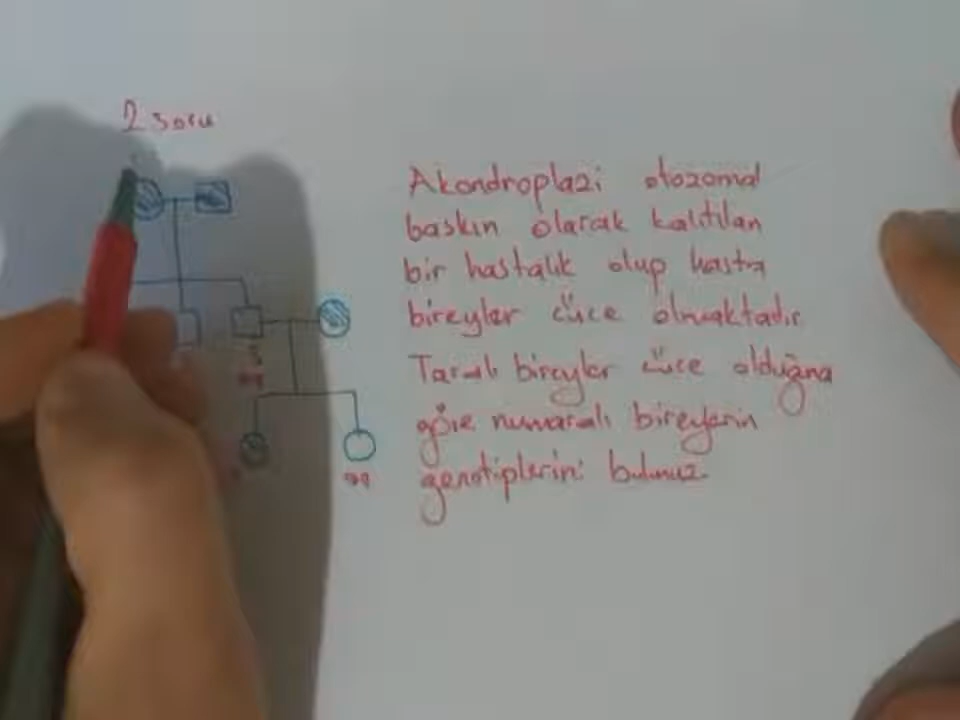 2 soru
Akondroplazi otozomal
baskın olarak kalıtılan
bir hastalık olup hasta
bireyler cüce olmaktadır
Taralı bireyler cüce olduğuna
göre numaralı bireylerin
genotiplerini bulunuz.